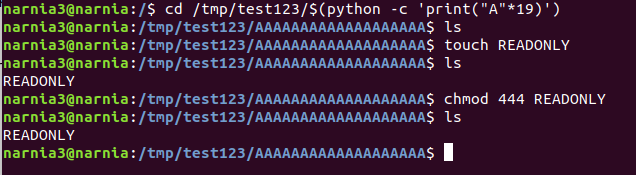 narnia3@narnia:/$ cd /tmp/test123/$(python -c 'print("A"*19)')
narnia3@narnia:/tmp/test123/AAAAAAAAAAAAAAAAAAA$ ls
narnia3@narnia:/tmp/test123/AAAAAAAAAAAAAAAAAAA$ touch READONLY
narnia3@narnia:/tmp/test123/AAAAAAAAAAAAAAAAAAA$ ls
READONLY
narnia3@narnia:/tmp/test123/AAAAAAAAAAAAAAAAAAA$ chmod 444 READONLY
narnia3@narnia:/tmp/test123/AAAAAAAAAAAAAAAAAAA$ ls
READONLY
narnia3@narnia:/tmp/test123/AAAAAAAAAAAAAAAAAAA$